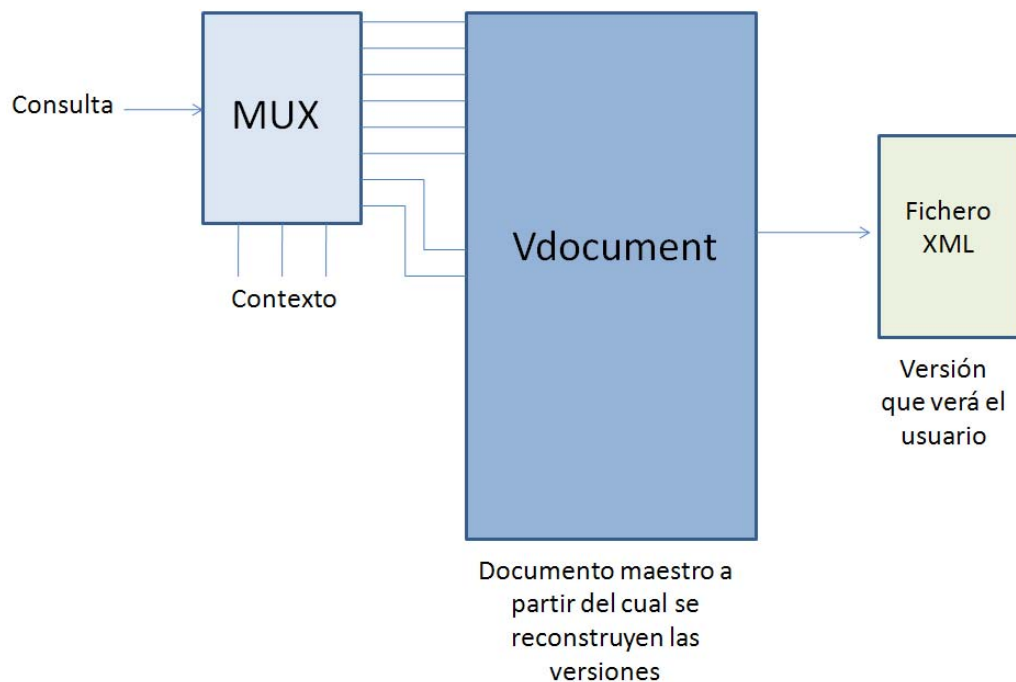 Consulta
MUX
Contexto
Vdocument
Documento maestro a
partir del cual se
reconstruyen las
versiones
Fichero
XML
Versión
que verá el
usuario